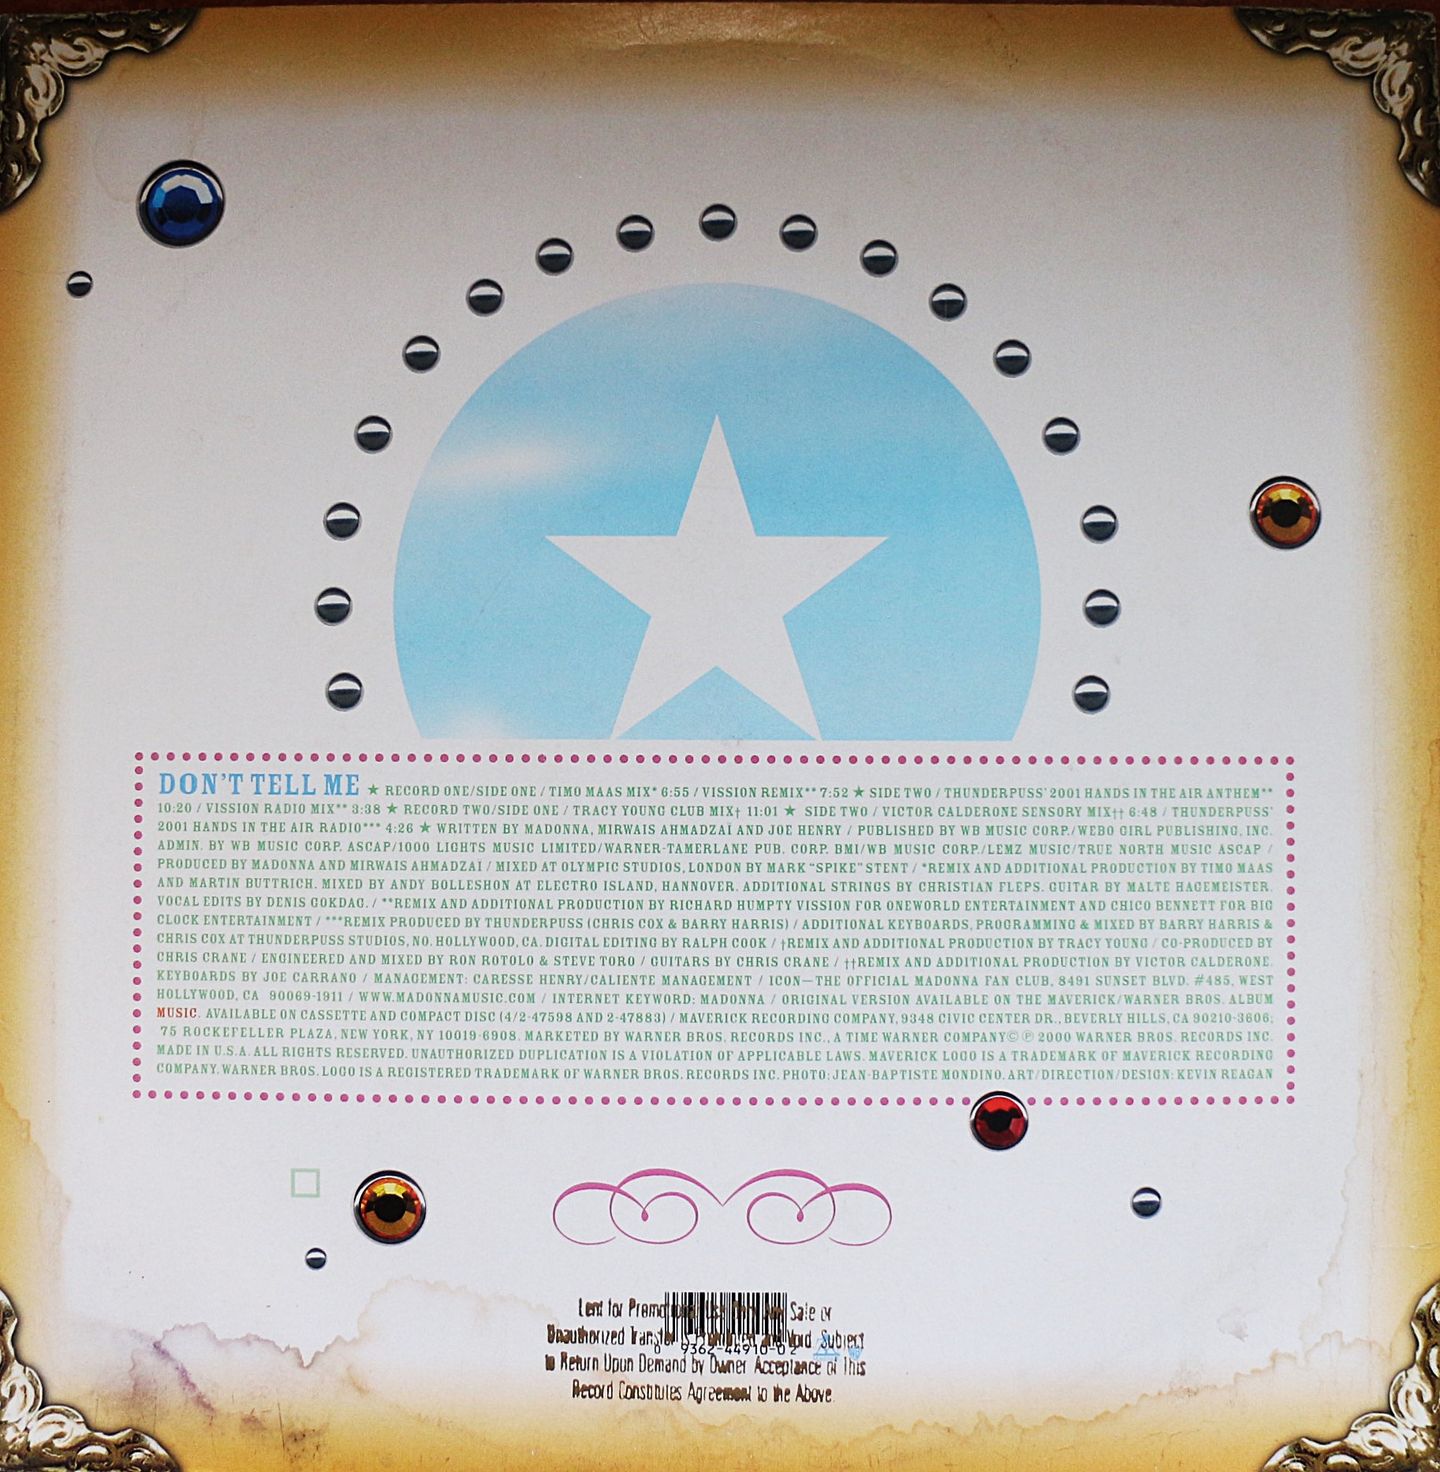 DON'T TELL ME ★ RECORD ONE/SIDE ONE / TIMO MAAS MIX* 6:55 / VISSION REMIX** 7:52 ★ SIDE TWO / THUNDERPUSS' 2001 HANDS IN THE AIR ANTHEM**
10:20 / VISSION RADIO MIX** 3:38 ★ RECORD TWO/SIDE ONE / TRACY YOUNG CLUB MIX† 11:01 ★ SIDE TWO / VICTOR CALDERONE SENSORY MIX†† 6:48 / THUNDERPUSS'
2001 HANDS IN THE AIR RADIO*** 4:26 ★ WRITTEN BY MADONNA, MIRWAIS AHMADZAÏ AND JOE HENRY / PUBLISHED BY WB MUSIC CORP./WEBO GIRL PUBLISHING, INC.
ADMIN. BY WB MUSIC CORP. ASCAP/1000 LIGHTS MUSIC LIMITED/WARNER-TAMERLANE PUB. CORP. BMI/WB MUSIC CORP./LEMZ MUSIC/TRUE NORTH MUSIC ASCAP /
PRODUCED BY MADONNA AND MIRWAIS AHMADZAÏ / MIXED AT OLYMPIC STUDIOS, LONDON BY MARK "SPIKE" STENT / *REMIX AND ADDITIONAL PRODUCTION BY TIMO MAAS
AND MARTIN BUTTRICH. MIXED BY ANDY BOLLESHON AT ELECTRO ISLAND, HANNOVER. ADDITIONAL STRINGS BY CHRISTIAN FLEPS. GUITAR BY MALTE HAGEMEISTER.
VOCAL EDITS BY DENIS GOKDAG. / **REMIX AND ADDITIONAL PRODUCTION BY RICHARD HUMPTY VISSION FOR ONEWORLD ENTERTAINMENT AND CHICO BENNETT FOR BIG
CLOCK ENTERTAINMENT / ***REMIX PRODUCED BY THUNDERPUSS (CHRIS COX & BARRY HARRIS) / ADDITIONAL KEYBOARDS, PROGRAMMING & MIXED BY BARRY HARRIS &
CHRIS COX AT THUNDERPUSS STUDIOS, NO. HOLLYWOOD, CA. DIGITAL EDITING BY RALPH COOK / †REMIX AND ADDITIONAL PRODUCTION BY TRACY YOUNG / CO-PRODUCED BY
CHRIS CRANE / ENGINEERED AND MIXED BY RON ROTOLO & STEVE TORO / GUITARS BY CHRIS CRANE / ††REMIX AND ADDITIONAL PRODUCTION BY VICTOR CALDERONE.
KEYBOARDS BY JOE CARRANO / MANAGEMENT: CARESSE HENRY/CALIENTE MANAGEMENT / ICON—THE OFFICIAL MADONNA FAN CLUB, 8491 SUNSET BLVD. #485, WEST
HOLLYWOOD, CA 90069-1911 / WWW.MADONNAMUSIC.COM / INTERNET KEYWORD: MADONNA / ORIGINAL VERSION AVAILABLE ON THE MAVERICK/WARNER BROS. ALBUM
MUSIC. AVAILABLE ON CASSETTE AND COMPACT DISC (4/2-47598 AND 2-47883) / MAVERICK RECORDING COMPANY, 9348 CIVIC CENTER DR., BEVERLY HILLS, CA 90210-3606;
75 ROCKEFELLER PLAZA, NEW YORK, NY 10019-6908. MARKETED BY WARNER BROS. RECORDS INC., A TIME WARNER COMPANY©℗ 2000 WARNER BROS. RECORDS INC.
MADE IN U.S.A. ALL RIGHTS RESERVED. UNAUTHORIZED DUPLICATION IS A VIOLATION OF APPLICABLE LAWS. MAVERICK LOGO IS A TRADEMARK OF MAVERICK RECORDING
COMPANY. WARNER BROS. LOGO IS A REGISTERED TRADEMARK OF WARNER BROS. RECORDS INC. PHOTO: JEAN-BAPTISTE MONDINO. ART/DIRECTION/DESIGN: KEVIN REAGAN
Lent for Promotional Use Only Any Sale or
Unauthorized Transfer is Prohibited and Void. Subject
0 9362-44910-0 2
to Return Upon Demand by Owner Acceptance of This
Record Constitutes Agreement to the Above.